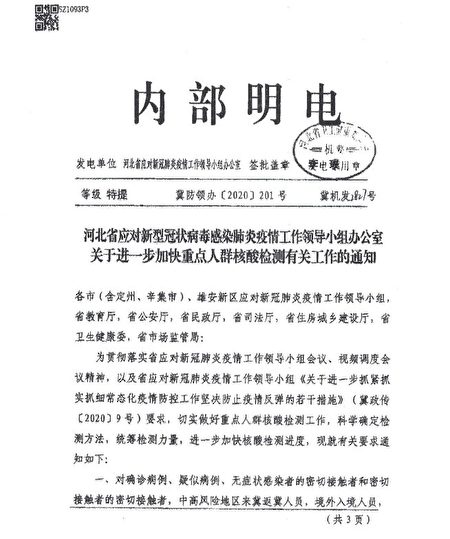 SZ1093P3
内部明电
发电单位 河北省应对新冠肺炎疫情工作领导小组办公室 签批盖章
机要
发电专用章
等级 特提 冀防领办〔2020〕201号 冀机发 号
河北省应对新型冠状病毒感染肺炎疫情工作领导小组办公室
关于进一步加快重点人群核酸检测有关工作的通知
各市（含定州、辛集市）、雄安新区应对新冠肺炎疫情工作领导小组，
省教育厅，省公安厅，省民政厅，省司法厅，省住房城乡建设厅，省
卫生健康委，省市场监管局：
为贯彻落实省应对新冠肺炎疫情工作领导小组会议、视频调度会
议精神，以及省应对新冠肺炎疫情工作领导小组《关于进一步抓紧抓
实抓细常态化疫情防控工作坚决防止疫情反弹的若干措施》（冀政传
〔2020〕9号）要求，切实做好重点人群核酸检测工作，科学确定检
测方法，统筹检测力量，进一步加快核酸检测进度，现就有关要求通
知如下：
一、对确诊病例、疑似病例、无症状感染者的密切接触者和密切
接触者的密切接触者，中高风险地区来冀返冀人员，境外入境人员，
（共3页）